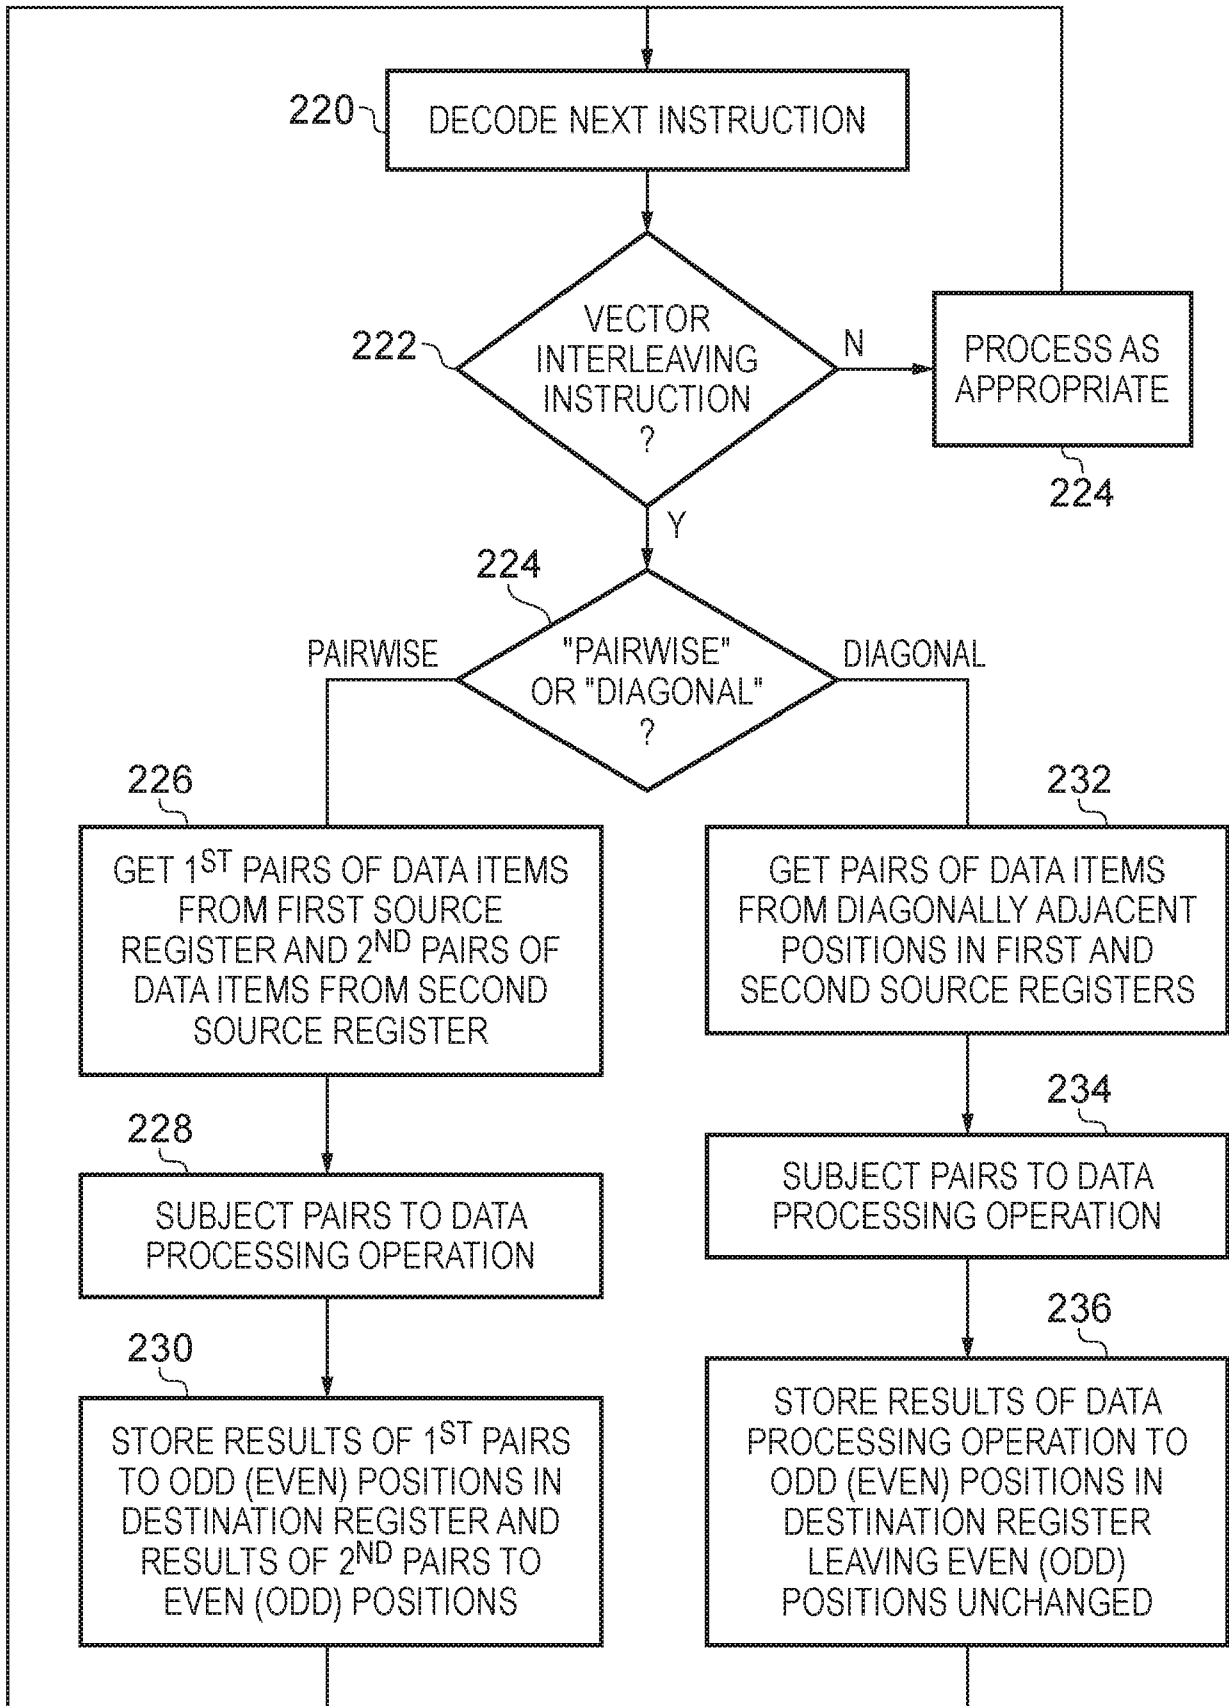 220
DECODE NEXT INSTRUCTION
222
VECTOR
INTERLEAVING
INSTRUCTION
?
N
PROCESS AS
APPROPRIATE
224
Y
224
"PAIRWISE"
OR "DIAGONAL"
?
PAIRWISE
DIAGONAL
226
GET 1ST PAIRS OF DATA ITEMS
FROM FIRST SOURCE
REGISTER AND 2ND PAIRS OF
DATA ITEMS FROM SECOND
SOURCE REGISTER
228
SUBJECT PAIRS TO DATA
PROCESSING OPERATION
230
STORE RESULTS OF 1ST PAIRS
TO ODD (EVEN) POSITIONS IN
DESTINATION REGISTER AND
RESULTS OF 2ND PAIRS TO
EVEN (ODD) POSITIONS
232
GET PAIRS OF DATA ITEMS
FROM DIAGONALLY ADJACENT
POSITIONS IN FIRST AND
SECOND SOURCE REGISTERS
234
SUBJECT PAIRS TO DATA
PROCESSING OPERATION
236
STORE RESULTS OF DATA
PROCESSING OPERATION TO
ODD (EVEN) POSITIONS IN
DESTINATION REGISTER
LEAVING EVEN (ODD)
POSITIONS UNCHANGED